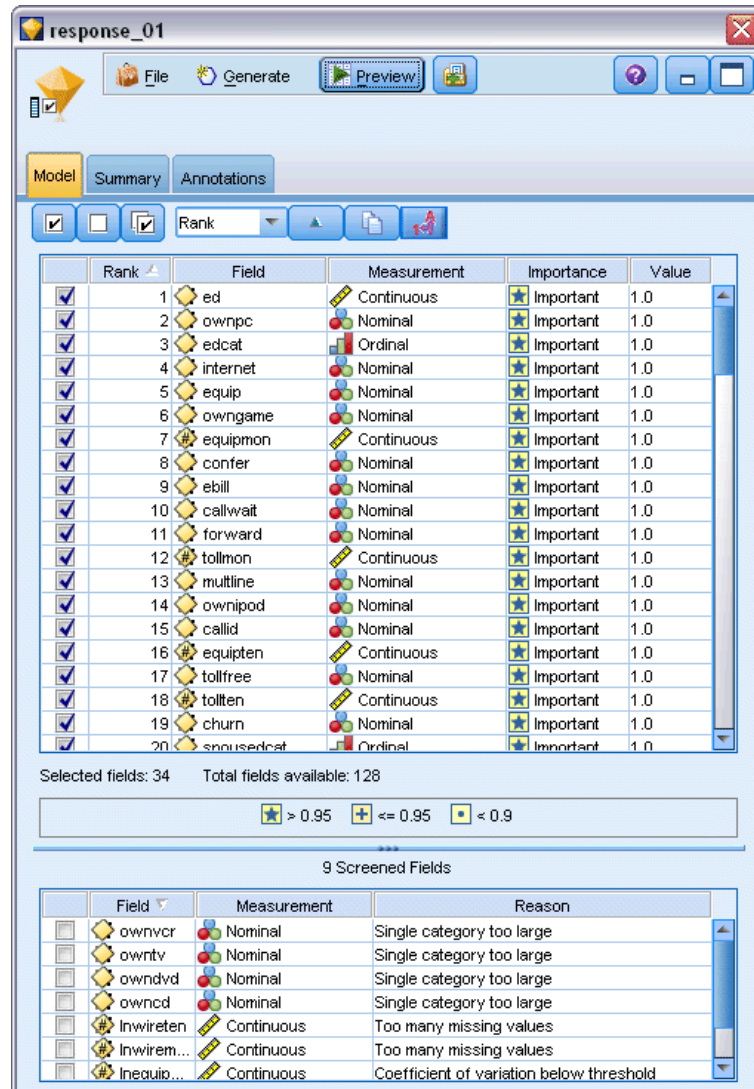 response_01
File Generate Preview
Model Summary Annotations
Rank
Rank Field Measurement Importance Value
1 ed Continuous Important 1.0
2 ownpc Nominal Important 1.0
3 edcat Ordinal Important 1.0
4 internet Nominal Important 1.0
5 equip Nominal Important 1.0
6 owngame Nominal Important 1.0
7 equipmon Continuous Important 1.0
8 confer Nominal Important 1.0
9 ebill Nominal Important 1.0
10 callwait Nominal Important 1.0
11 forward Nominal Important 1.0
12 tollmon Continuous Important 1.0
13 multline Nominal Important 1.0
14 ownipod Nominal Important 1.0
15 callid Nominal Important 1.0
16 equipten Continuous Important 1.0
17 tollfree Nominal Important 1.0
18 tollten Continuous Important 1.0
19 churn Nominal Important 1.0
20 spousedcat Ordinal Important 1.0
Selected fields: 34 Total fields available: 128
> 0.95 <= 0.95 < 0.9
9 Screened Fields
Field Measurement Reason
ownvcr Nominal Single category too large
owntv Nominal Single category too large
owndvd Nominal Single category too large
owncd Nominal Single category too large
lnwireten Continuous Too many missing values
lnwirem... Continuous Too many missing values
lnequip... Continuous Coefficient of variation below threshold